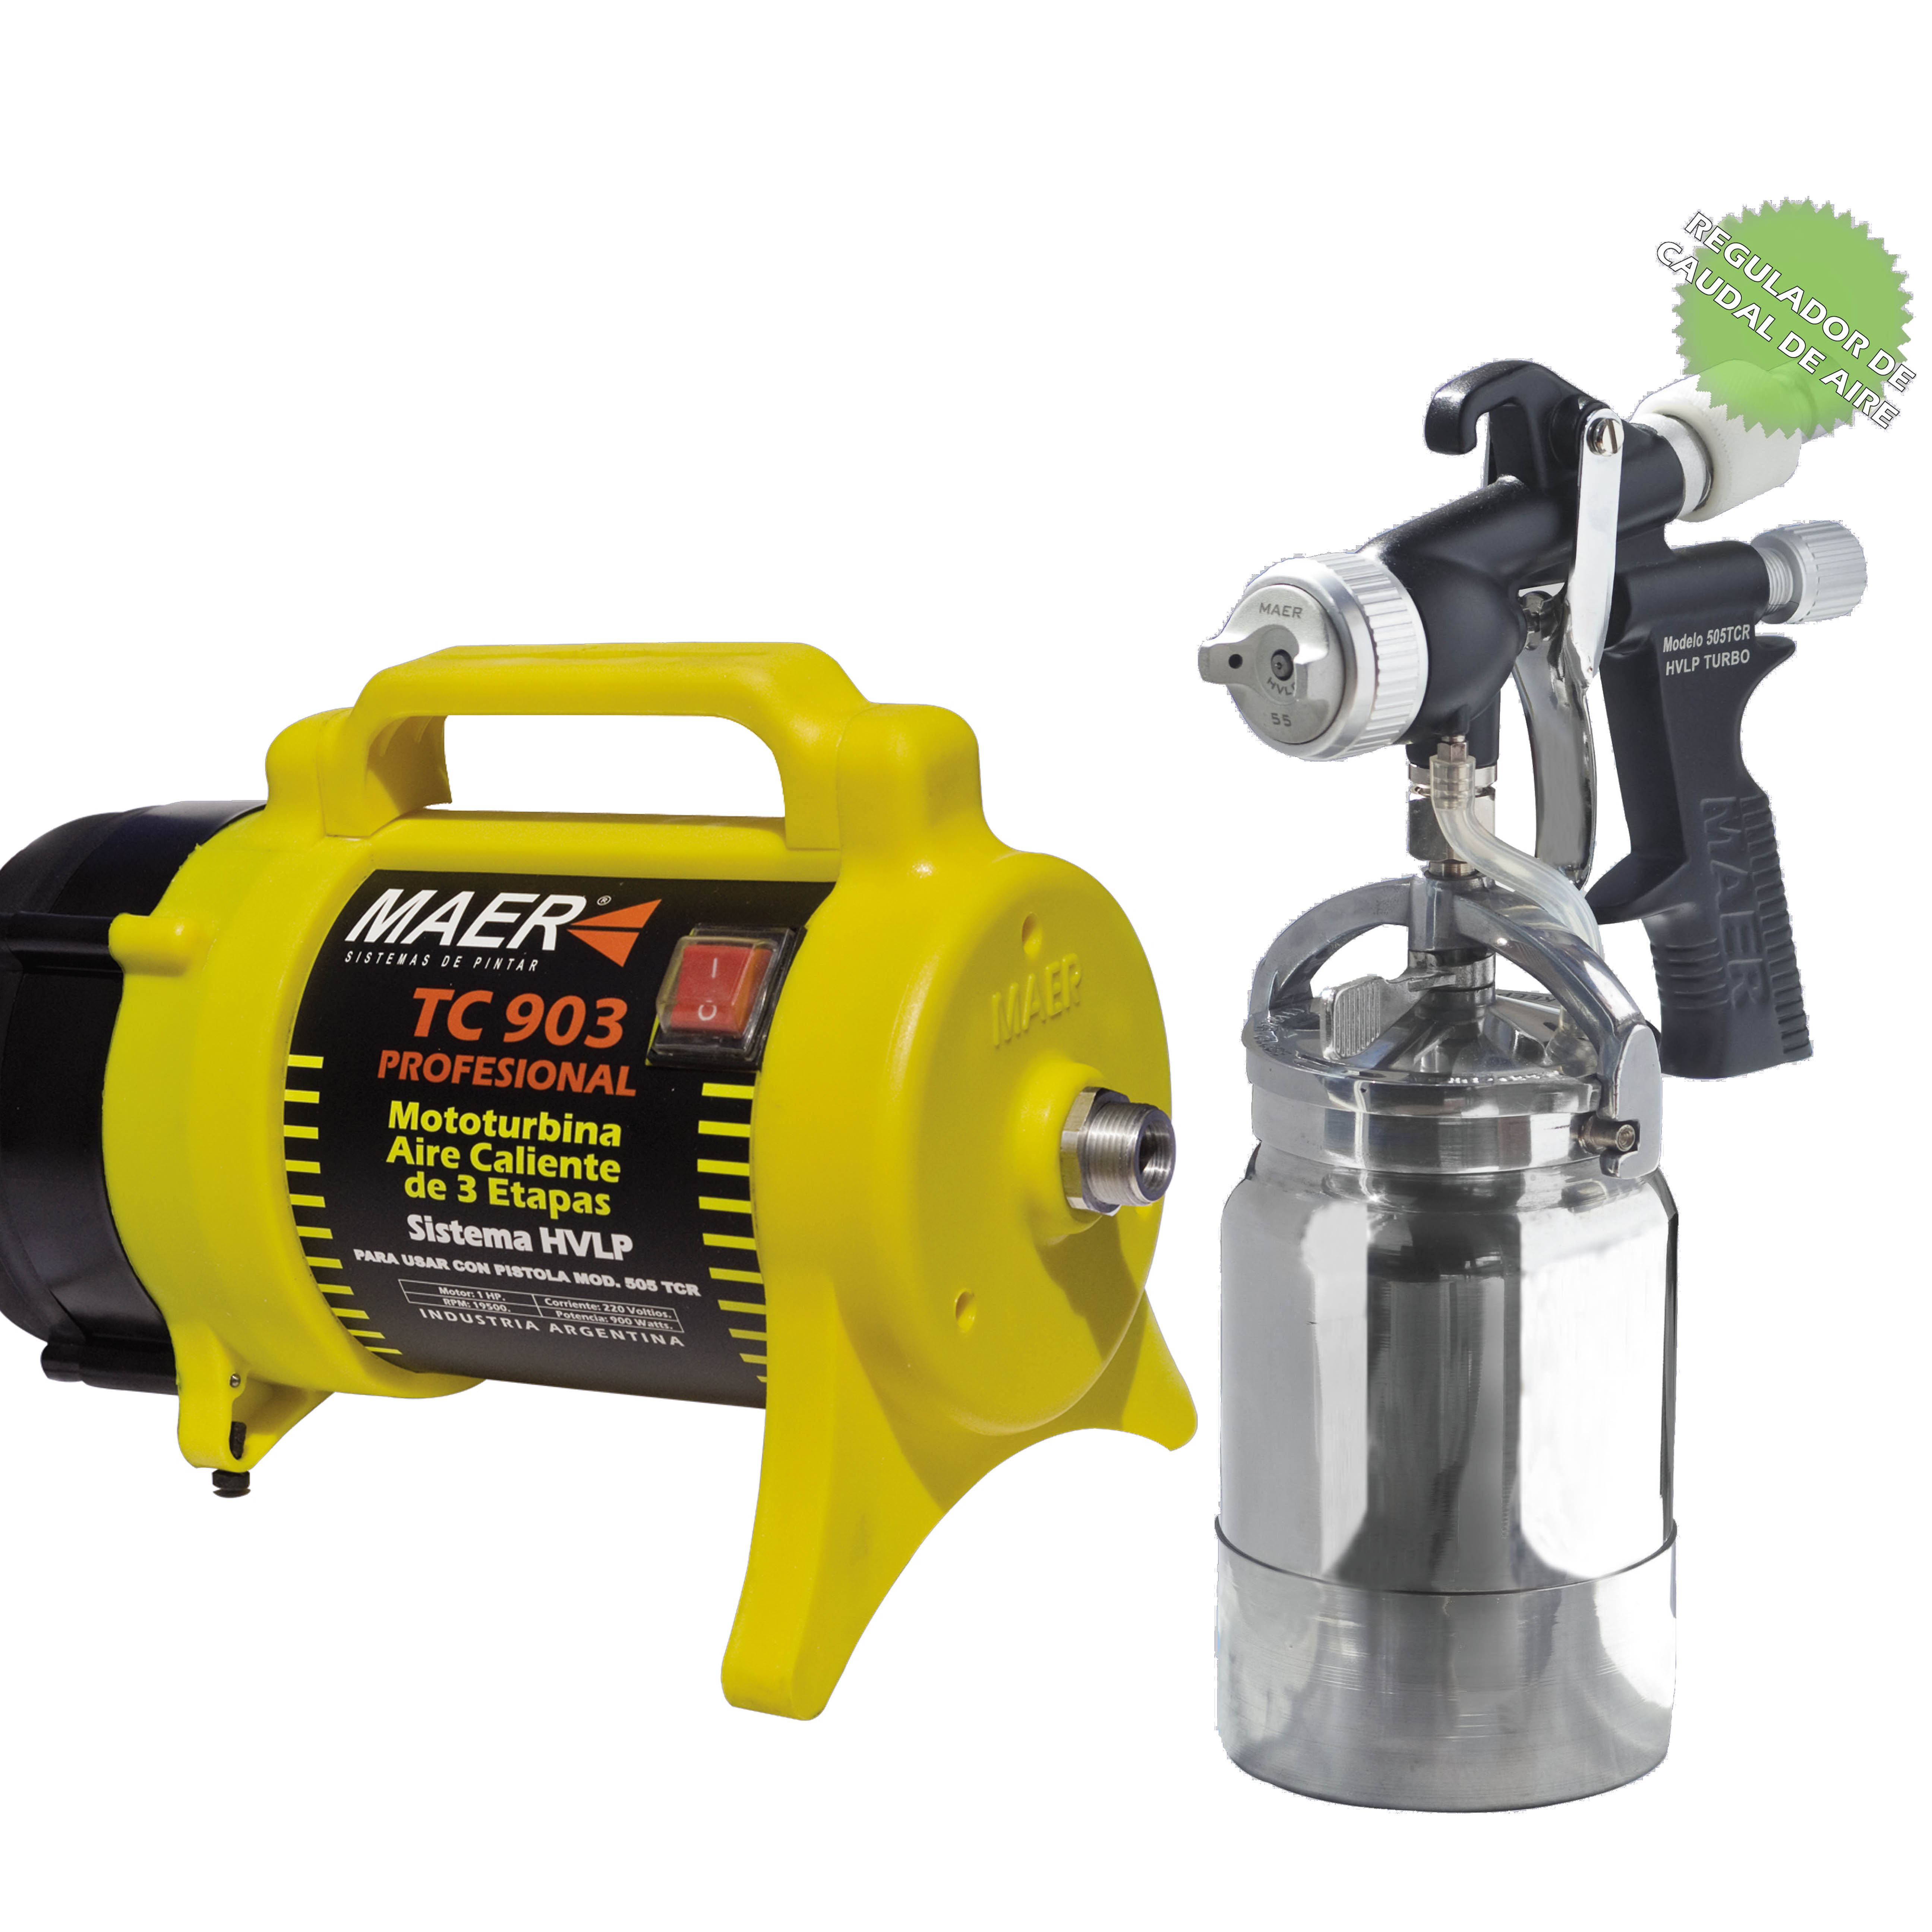 REGULADOR DE
CAUDAL DE AIRE
MAER
HVLP
55
Modelo 505TCR
HVLP TURBO
MAER
MAER®
SISTEMAS DE PINTAR
TC 903
PROFESIONAL
Mototurbina
Aire Caliente
de 3 Etapas
Sistema HVLP
PARA USAR CON PISTOLA MOD. 505 TCR
Motor: 1 HP. Corriente: 220 Voltios.
RPM: 19500. Potencia: 900 Watts.
INDUSTRIA ARGENTINA
MAER